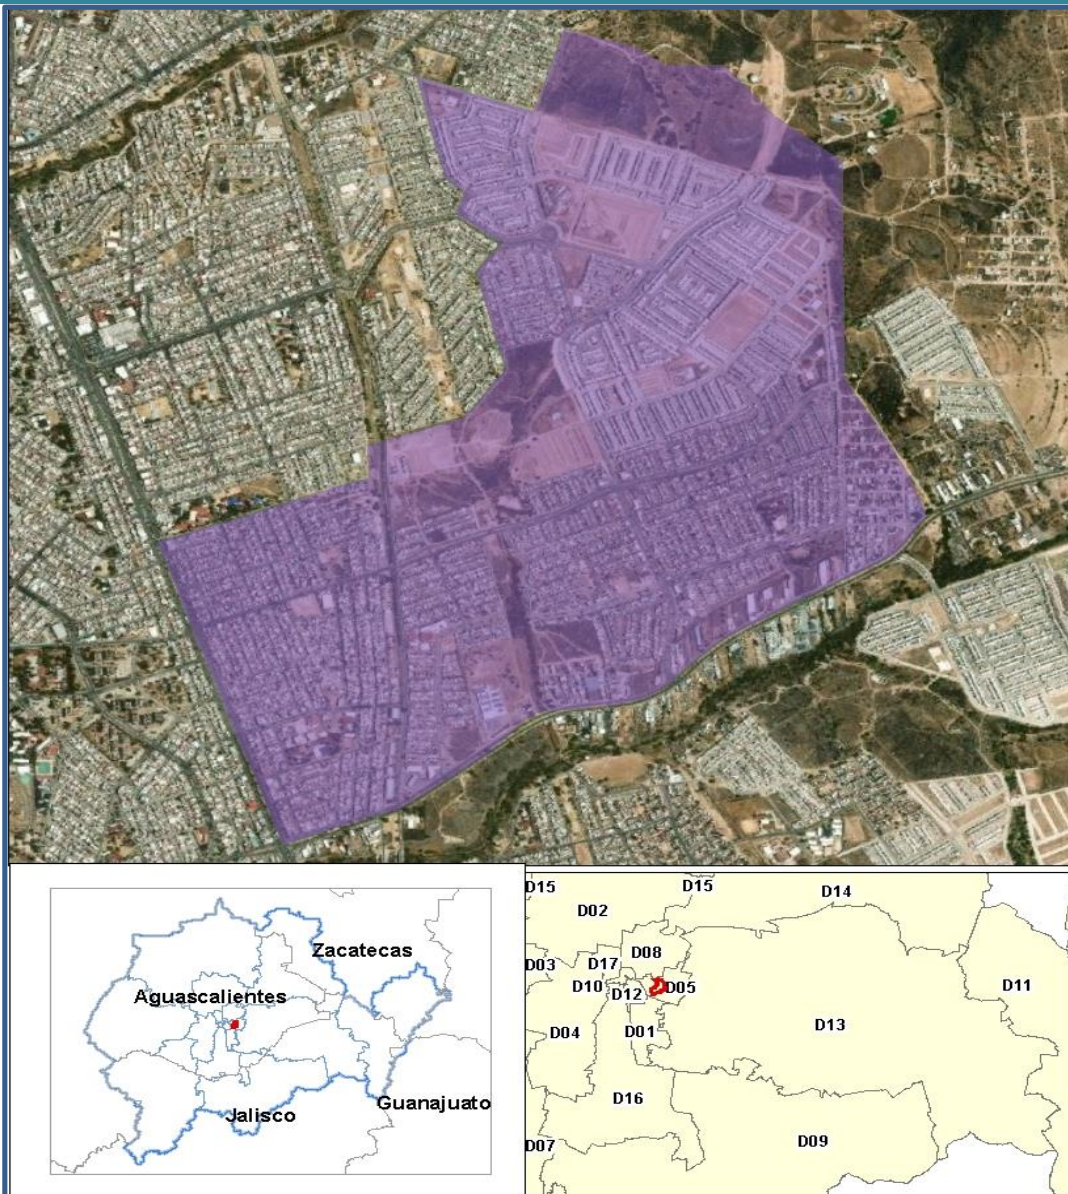 Zacatecas
Aguascalientes
Guanajuato
Jalisco
D15
D15
D14
D02
D08
D03
D17
D11
D10
D12
D05
D13
D04
D01
D16
D09
D07